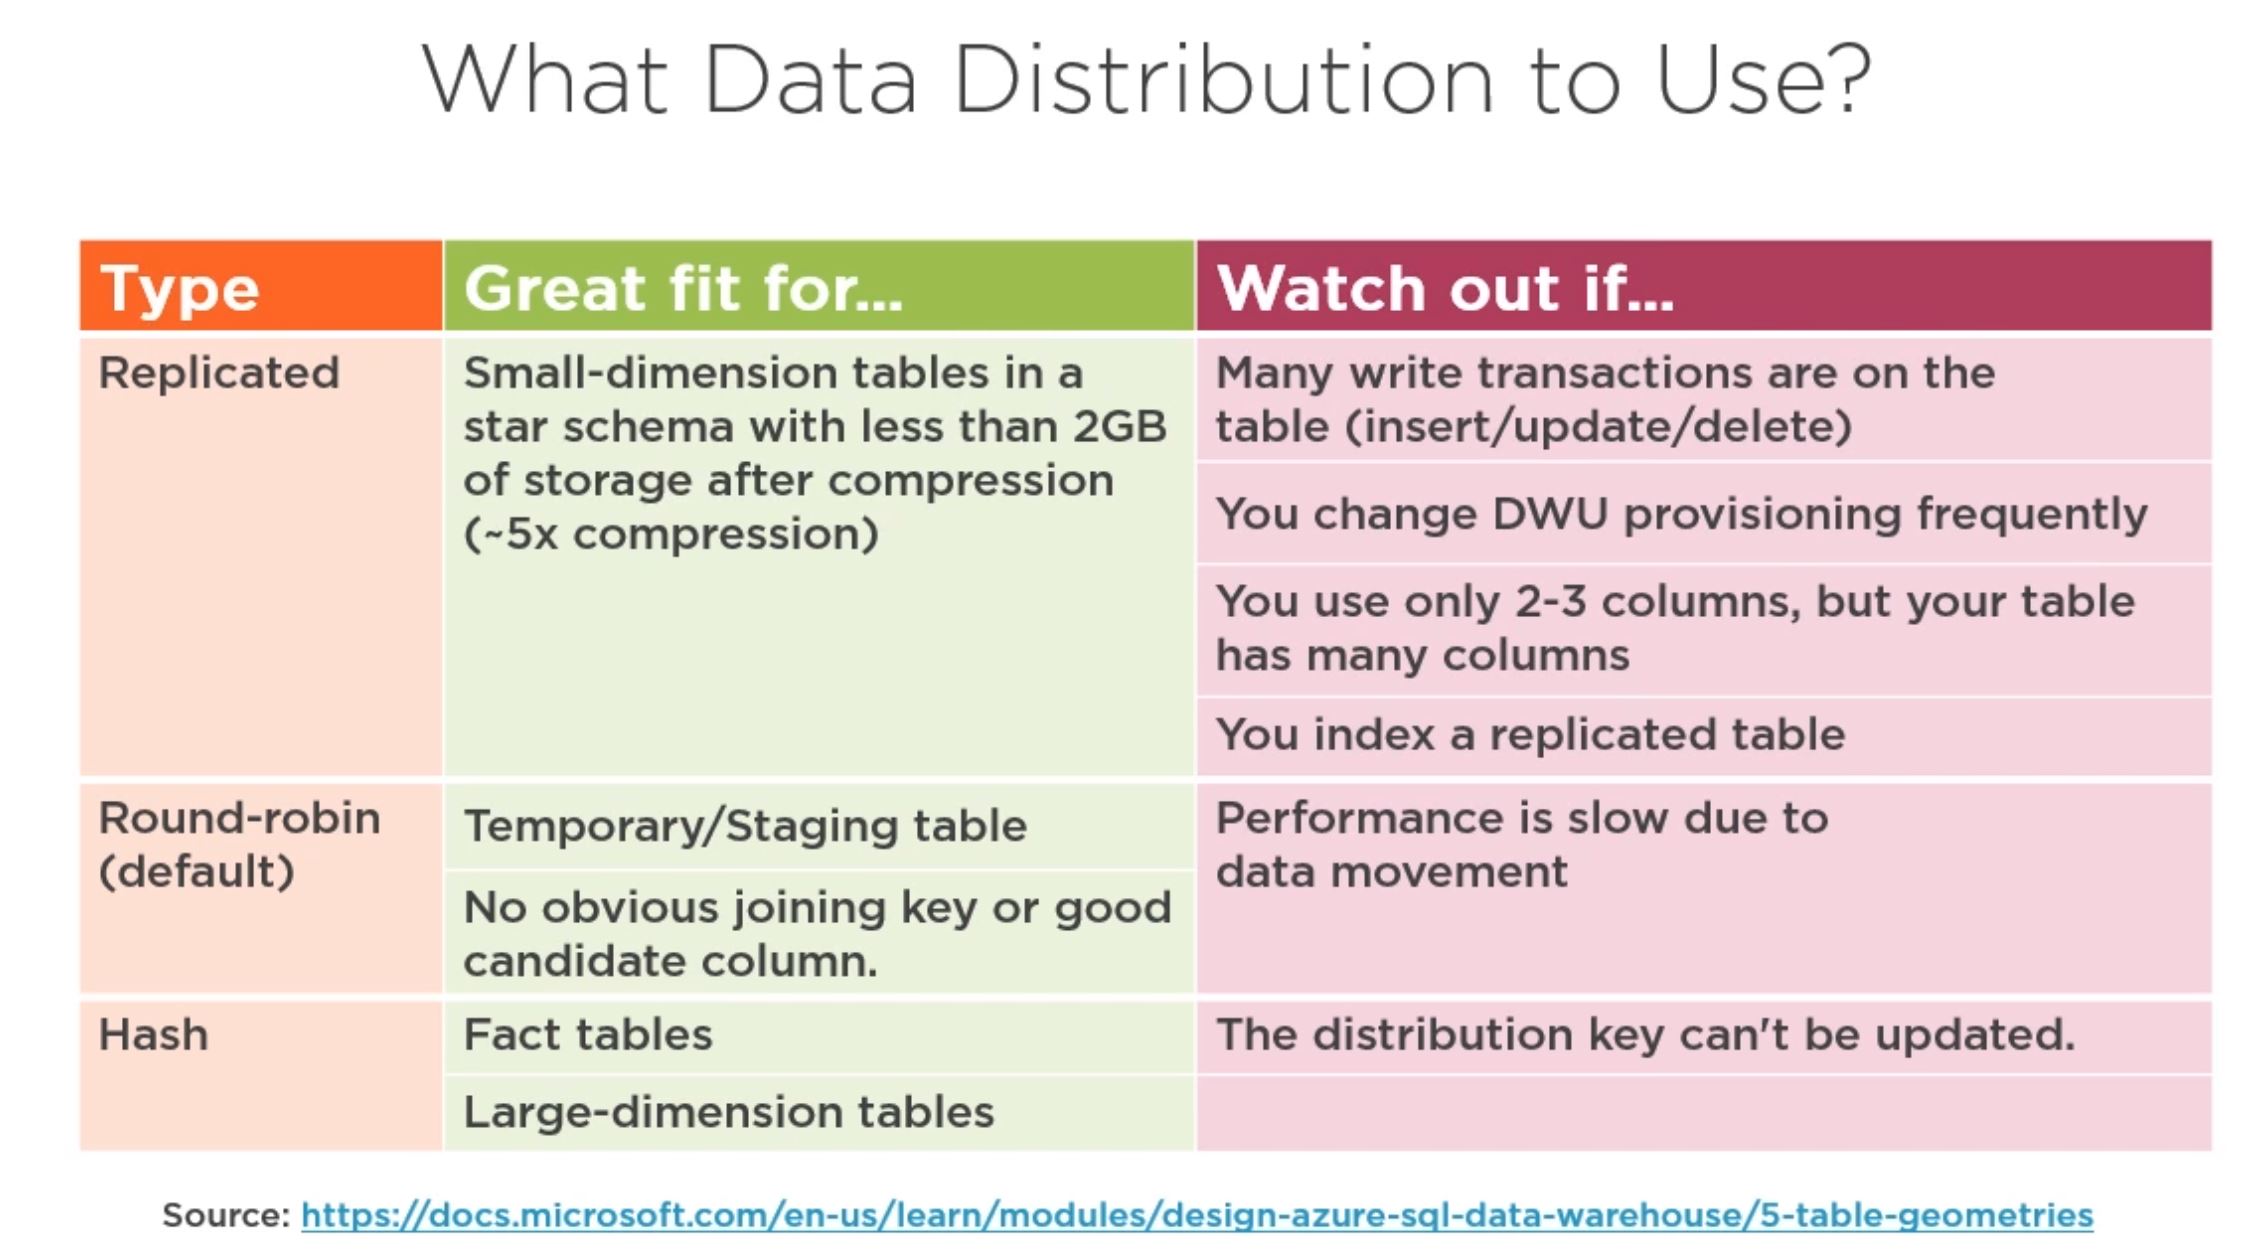 What Data Distribution to Use?
Type
Great fit for...
Watch out if...
Replicated
Small-dimension tables in a
star schema with less than 2GB
of storage after compression
(~5x compression)
Many write transactions are on the
table (insert/update/delete)
You change DWU provisioning frequently
You use only 2-3 columns, but your table
has many columns
You index a replicated table
Round-robin
(default)
Temporary/Staging table
No obvious joining key or good
candidate column.
Performance is slow due to
data movement
Hash
Fact tables
Large-dimension tables
The distribution key can't be updated.
Source: https://docs.microsoft.com/en-us/learn/modules/design-azure-sql-data-warehouse/5-table-geometries